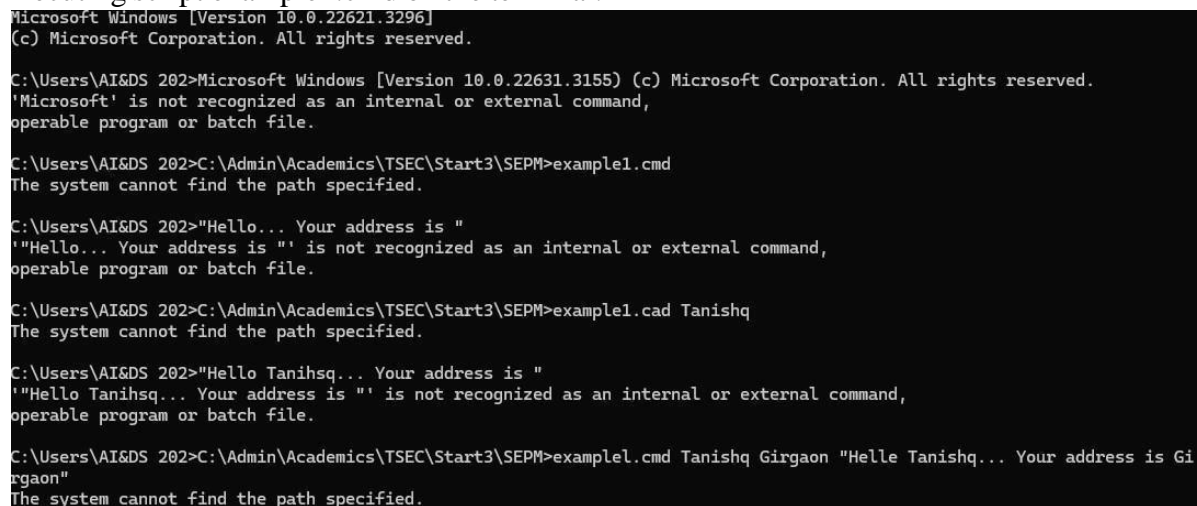 Microsoft Windows [Version 10.0.22621.3296]
(c) Microsoft Corporation. All rights reserved.
C:\Users\AI&DS 202>Microsoft Windows [Version 10.0.22631.3155) (c) Microsoft Corporation. All rights reserved.
'Microsoft' is not recognized as an internal or external command,
operable program or batch file.
C:\Users\AI&DS 202>C:\Admin\Academics\TSEC\Start3\SEPM>example1.cmd
The system cannot find the path specified.
C:\Users\AI&DS 202>"Hello... Your address is "
'"Hello... Your address is "' is not recognized as an internal or external command,
operable program or batch file.
C:\Users\AI&DS 202>C:\Admin\Academics\TSEC\Start3\SEPM>example1.cad Tanishq
The system cannot find the path specified.
C:\Users\AI&DS 202>"Hello Tanihsq... Your address is "
'"Hello Tanihsq... Your address is "' is not recognized as an internal or external command,
operable program or batch file.
C:\Users\AI&DS 202>C:\Admin\Academics\TSEC\Start3\SEPM>examplel.cmd Tanishq Girgaon "Helle Tanishq... Your address is Gi
rgaon"
The system cannot find the path specified.